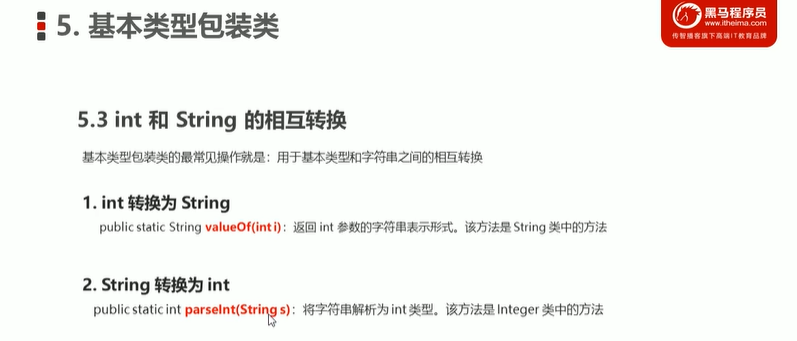 5. 基本类型包装类
黑马程序员
www.itheima.com
传智播客旗下高端IT教育品牌
5.3 int 和 String 的相互转换
基本类型包装类的最常见操作就是：用于基本类型和字符串之间的相互转换
1. int 转换为 String
public static String valueOf(int i)：返回 int 参数的字符串表示形式。该方法是 String 类中的方法
2. String 转换为 int
public static int parseInt(String s)：将字符串解析为 int 类型。该方法是 Integer 类中的方法